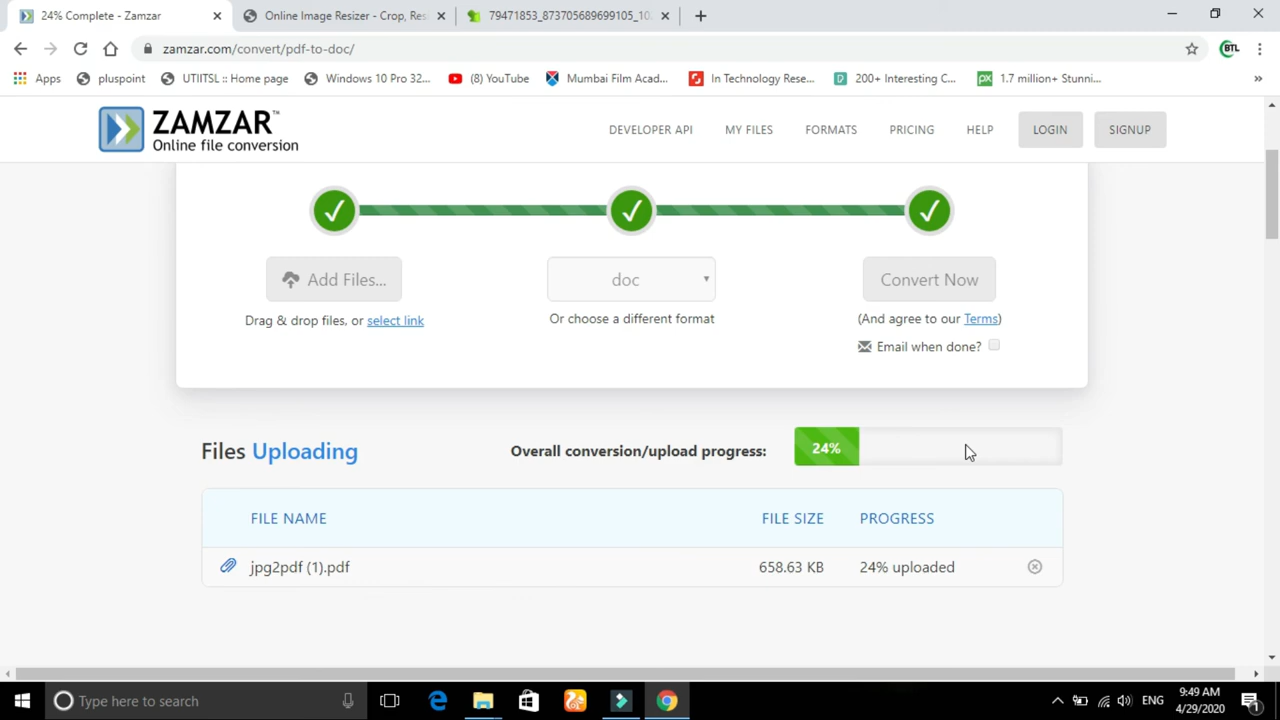 24% Complete - Zamzar
Online Image Resizer - Crop, Res
79471853_873705689699105_102
zamzar.com/convert/pdf-to-doc/
BTL
Apps
pluspoint
UTIITSL :: Home page
Windows 10 Pro 32...
(8) YouTube
Mumbai Film Acad...
In Technology Rese...
200+ Interesting C...
px
1.7 million+ Stunni...
»
ZAMZAR™
Online file conversion
DEVELOPER API
MY FILES
FORMATS
PRICING
HELP
LOGIN
SIGNUP
Add Files...
doc
Convert Now
Drag & drop files, or select link
Or choose a different format
(And agree to our Terms)
Email when done?
Files Uploading
Overall conversion/upload progress:
24%
FILE NAME
FILE SIZE
PROGRESS
jpg2pdf (1).pdf
658.63 KB
24% uploaded
Type here to search
ENG
9:49 AM
4/29/2020
1